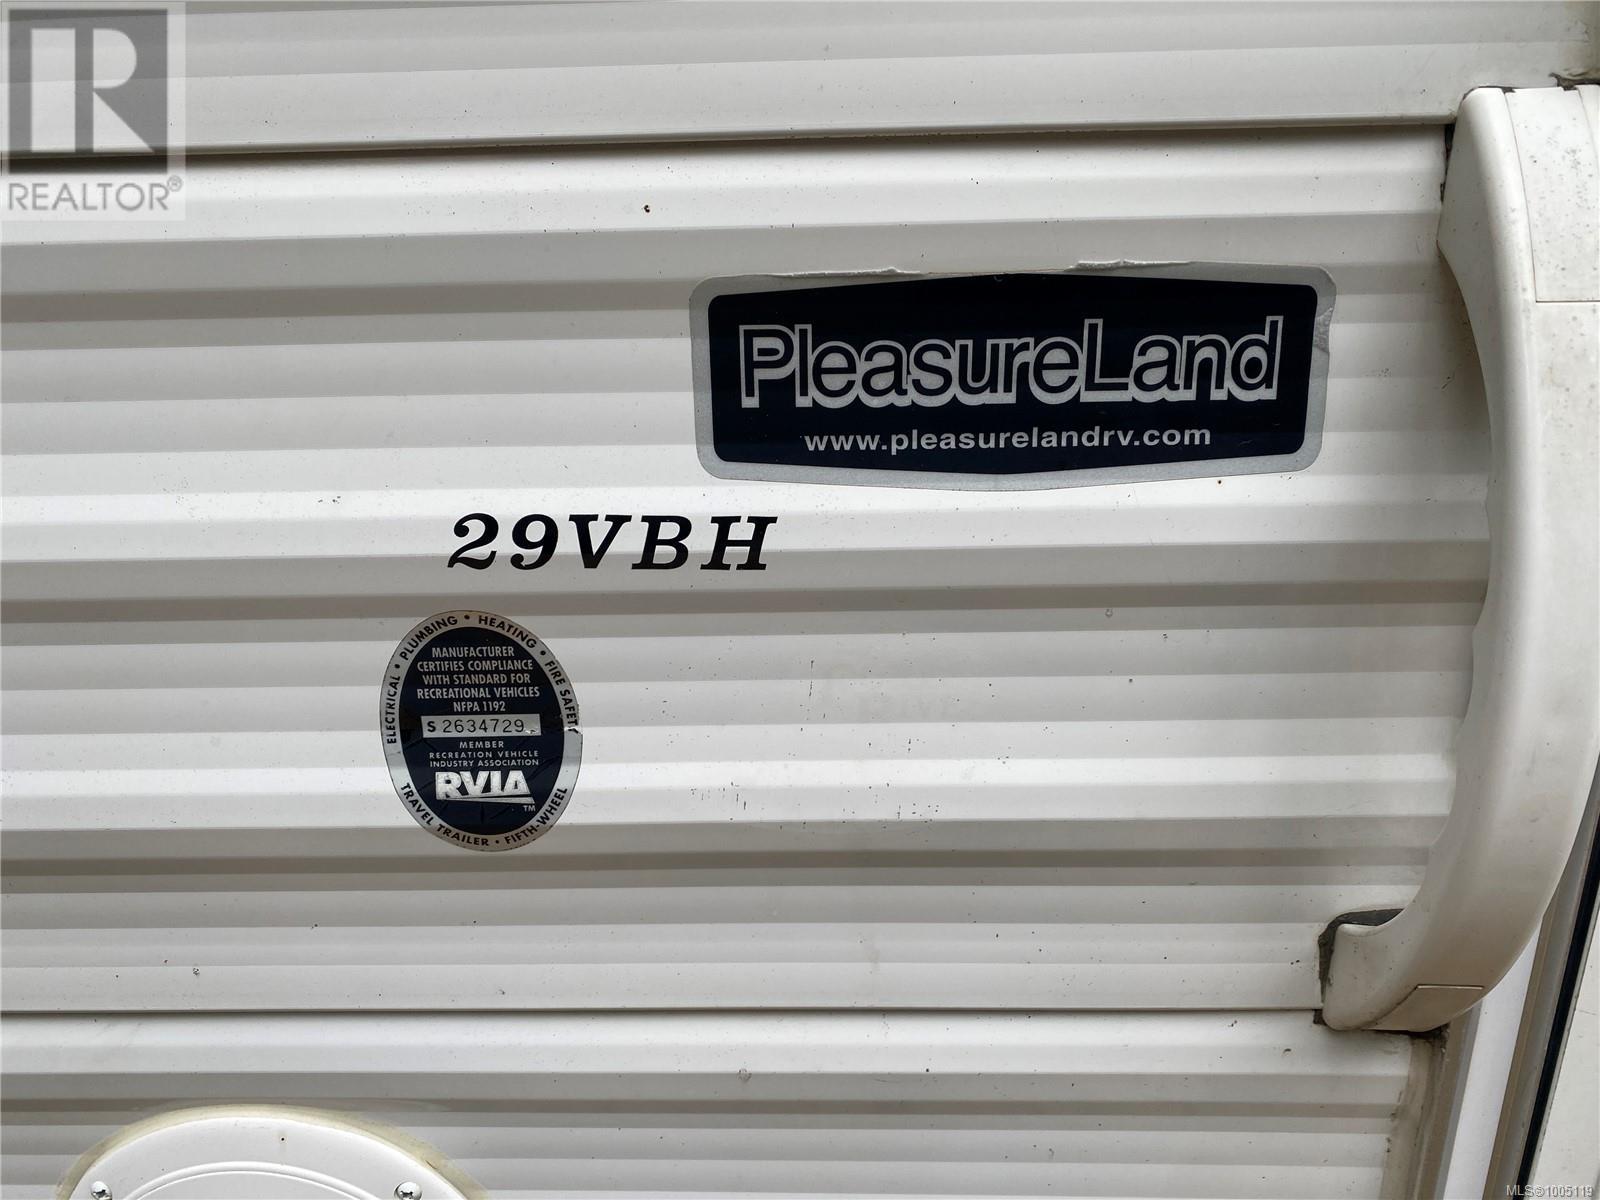 REALTOR®
PLEASURELAND
www.pleasurelandrv.com
29VBH
ELECTRICAL • PLUMBING • HEATING • FIRE SAFETY
MANUFACTURER
CERTIFIES COMPLIANCE
WITH STANDARD FOR
RECREATIONAL VEHICLES
NFPA 1192
S 2634729
MEMBER
RECREATION VEHICLE
INDUSTRY ASSOCIATION
RVIA
TM
TRAVEL TRAILER • FIFTH-WHEEL
MLS©1005119